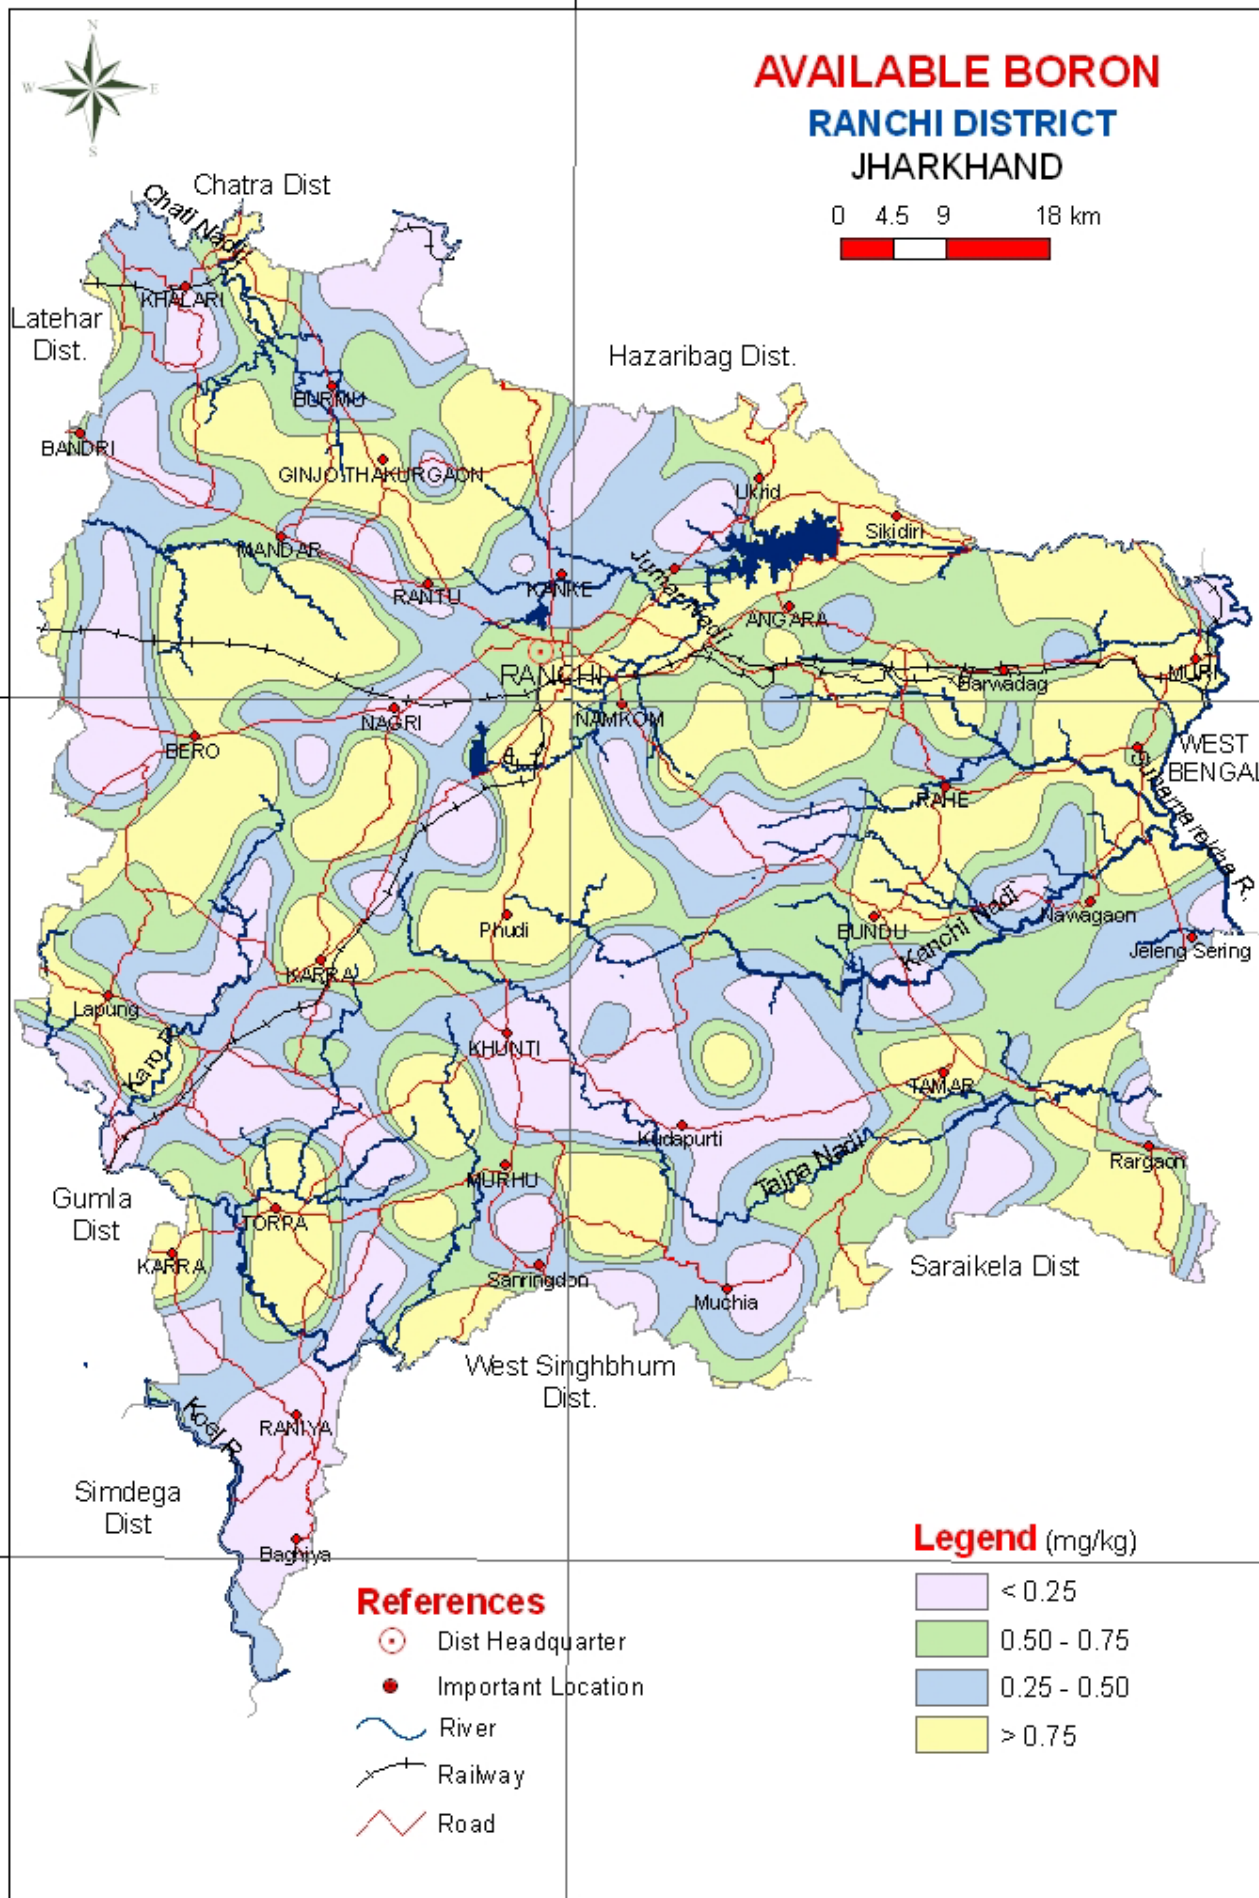 N
W
E
S
AVAILABLE BORON
RANCHI DISTRICT
JHARKHAND
0 4.5 9 18 km
Chatra Dist
Chati Nadi
KHALARI
Latehar
Dist.
Hazaribag Dist.
BURMU
BANDRI
GINJO THAKURGAON
Ukrid
Sikidiri
MANDAR
Jumar Nadi
RANTU
KANKE
ANGARA
RANCHI
Barwadag
MURI
NAGRI
NAMKOM
BERO
WEST
BENGAL
RAHE
Subarnarekha R.
Phudi
BUNDU
Kanchi Nadi
Nawagaon
Jeleng Sering
KARRA
Lapung
Karo R
KHUNTI
TAMAR
Kudapurti
Tajna Nadi
Rargaon
MURHU
Gumla
Dist
TORPA
KARRA
Sanringdon
Saraikela Dist
Muchia
West Singhbhum
Dist.
Koel R.
RANIYA
Simdega
Dist
Baghiya
Legend (mg/kg)
< 0.25
0.50 - 0.75
0.25 - 0.50
> 0.75
References
Dist Headquarter
Important Location
River
Railway
Road